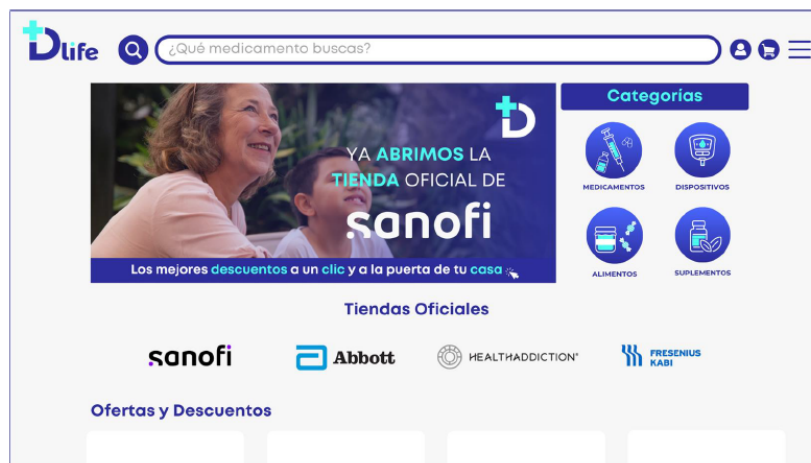 Dlife
¿Qué medicamento buscas?
YA ABRIMOS LA
TIENDA OFICIAL DE
sanofi
Los mejores descuentos a un clic y a la puerta de tu casa
Categorías
MEDICAMENTOS
DISPOSITIVOS
ALIMENTOS
SUPLEMENTOS
Tiendas Oficiales
sanofi
Abbott
HEALTHADDICTION®
FRESENIUS
KABI
Ofertas y Descuentos